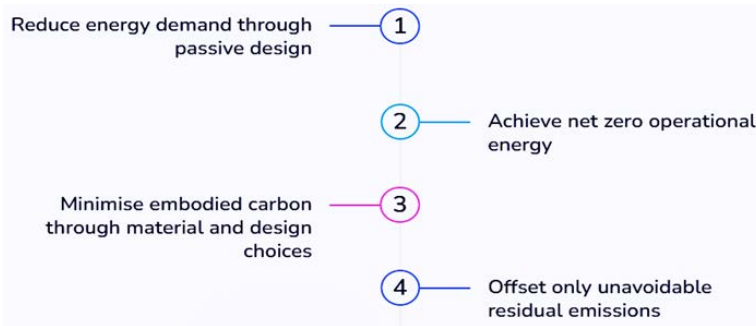 1
Reduce energy demand through
passive design
2
Achieve net zero operational
energy
3
Minimise embodied carbon
through material and design
choices
4
Offset only unavoidable
residual emissions